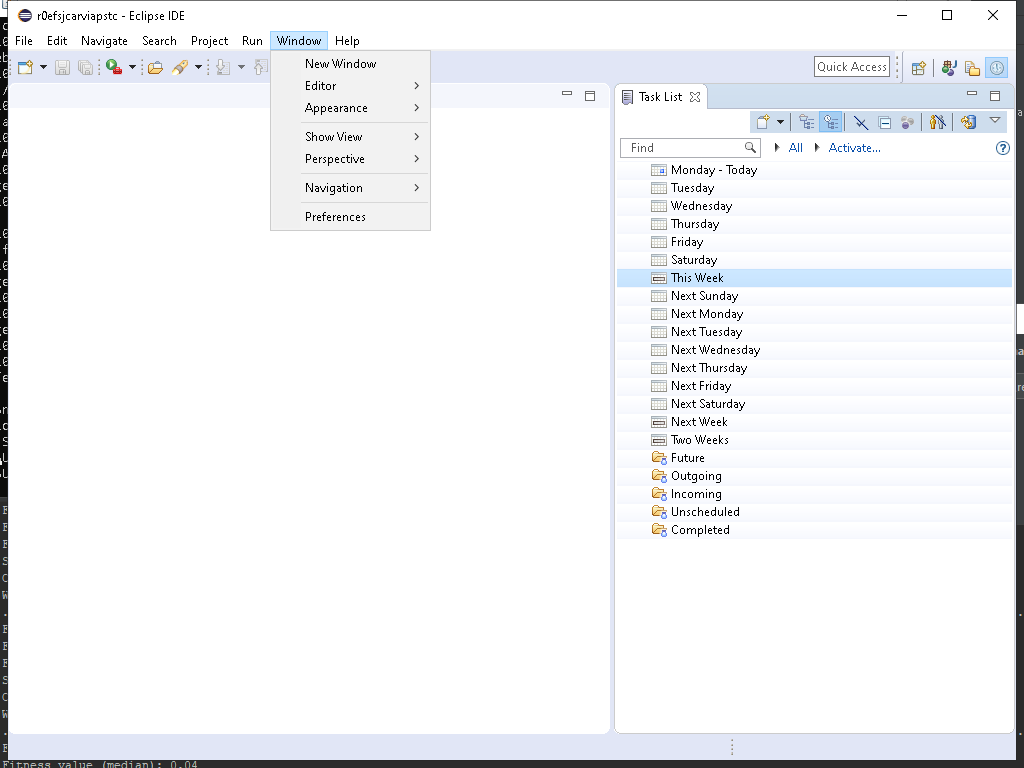 r0efsjcarviapstc - Eclipse IDE
File Edit Navigate Search Project Run Window Help
New Window
Editor
Appearance
Show View
Perspective
Navigation
Preferences
Quick Access
Task List
Find
All
Activate...
Monday - Today
Tuesday
Wednesday
Thursday
Friday
Saturday
This Week
Next Sunday
Next Monday
Next Tuesday
Next Wednesday
Next Thursday
Next Friday
Next Saturday
Next Week
Two Weeks
Future
Outgoing
Incoming
Unscheduled
Completed
Fitness value (median): 0.04